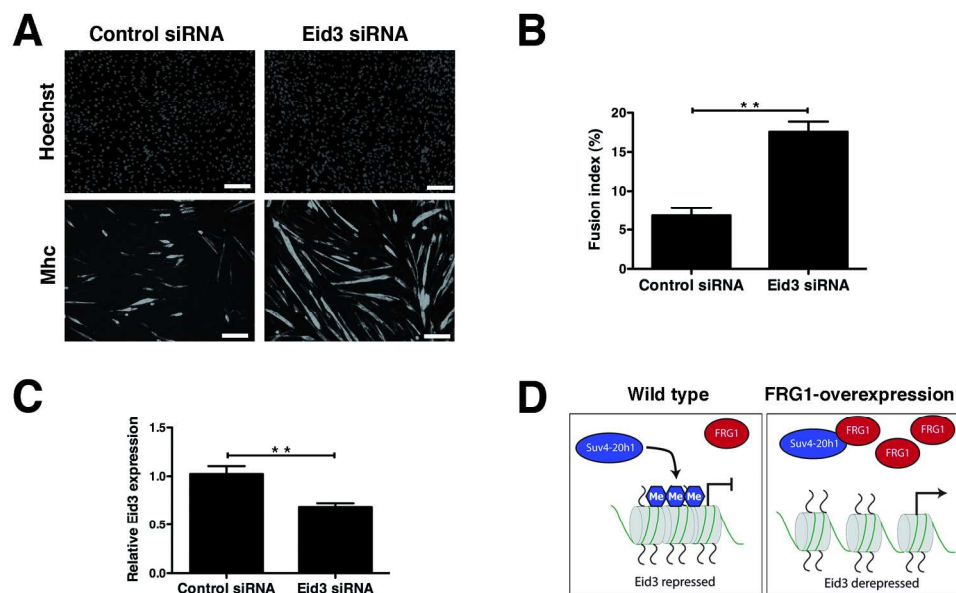 A
Control siRNA
Eid3 siRNA
Hoechst
Mhc
B
Fusion index (%)
20
15
10
5
0
* *
Control siRNA
Eid3 siRNA
C
Relative Eid3 expression
1.5
1.0
0.5
0.0
* *
Control siRNA
Eid3 siRNA
D
Wild type
FRG1-overexpression
Suv4-20h1
FRG1
Me
Me
Me
Eid3 repressed
Suv4-20h1
FRG1
FRG1
FRG1
Eid3 derepressed